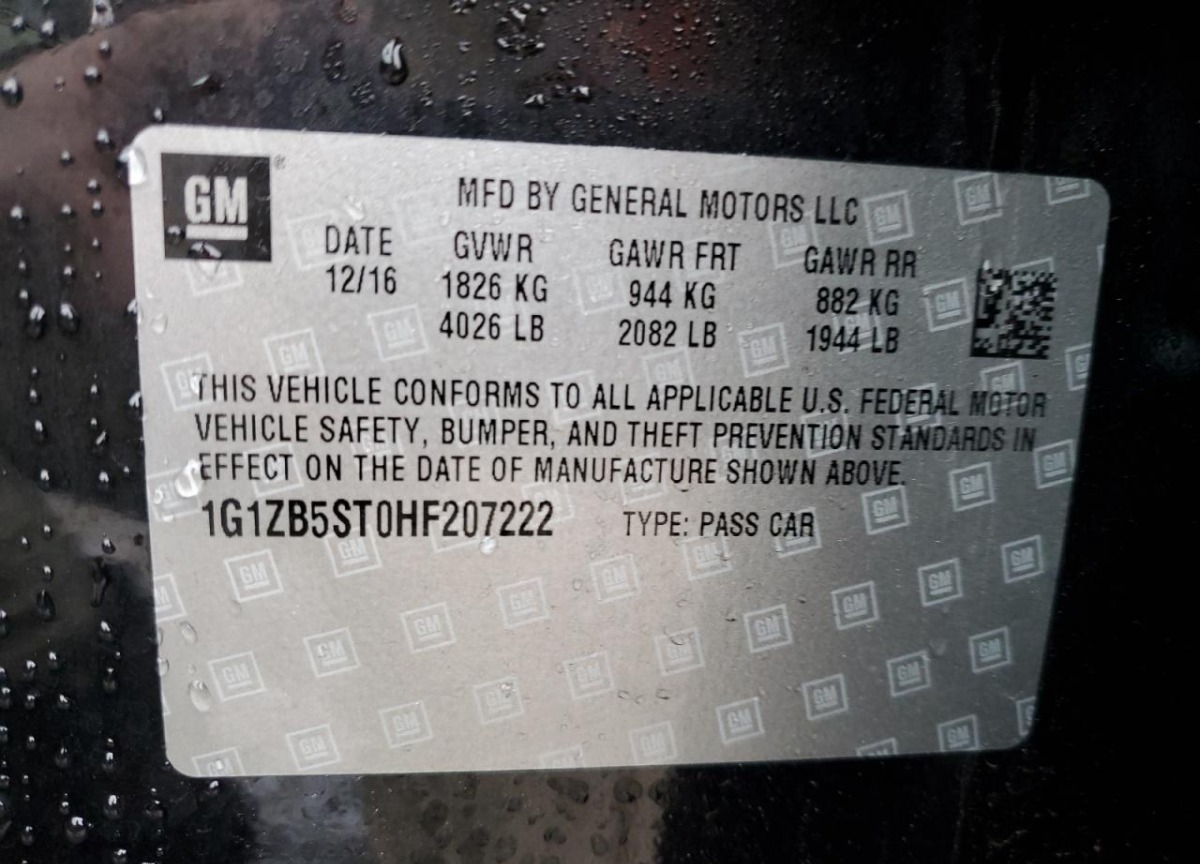 GM®
MFD BY GENERAL MOTORS LLC
DATE GVWR GAWR FRT GAWR RR
12/16 1826 KG 944 KG 882 KG
4026 LB 2082 LB 1944 LB
THIS VEHICLE CONFORMS TO ALL APPLICABLE U.S. FEDERAL MOTOR
VEHICLE SAFETY, BUMPER, AND THEFT PREVENTION STANDARDS IN
EFFECT ON THE DATE OF MANUFACTURE SHOWN ABOVE.
1G1ZB5ST0HF207222 TYPE: PASS CAR